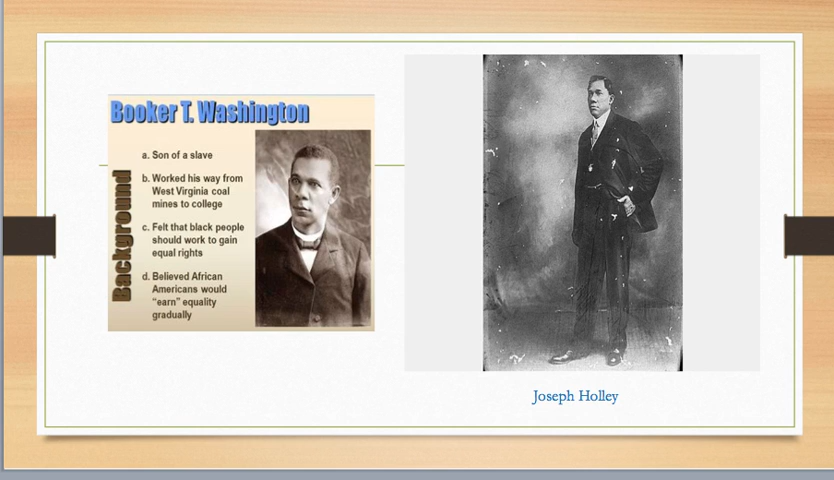 Booker T. Washington
Background
a. Son of a slave
b. Worked his way from
West Virginia coal
mines to college
c. Felt that black people
should work to gain
equal rights
d. Believed African
Americans would
"earn" equality
gradually
Joseph Holley